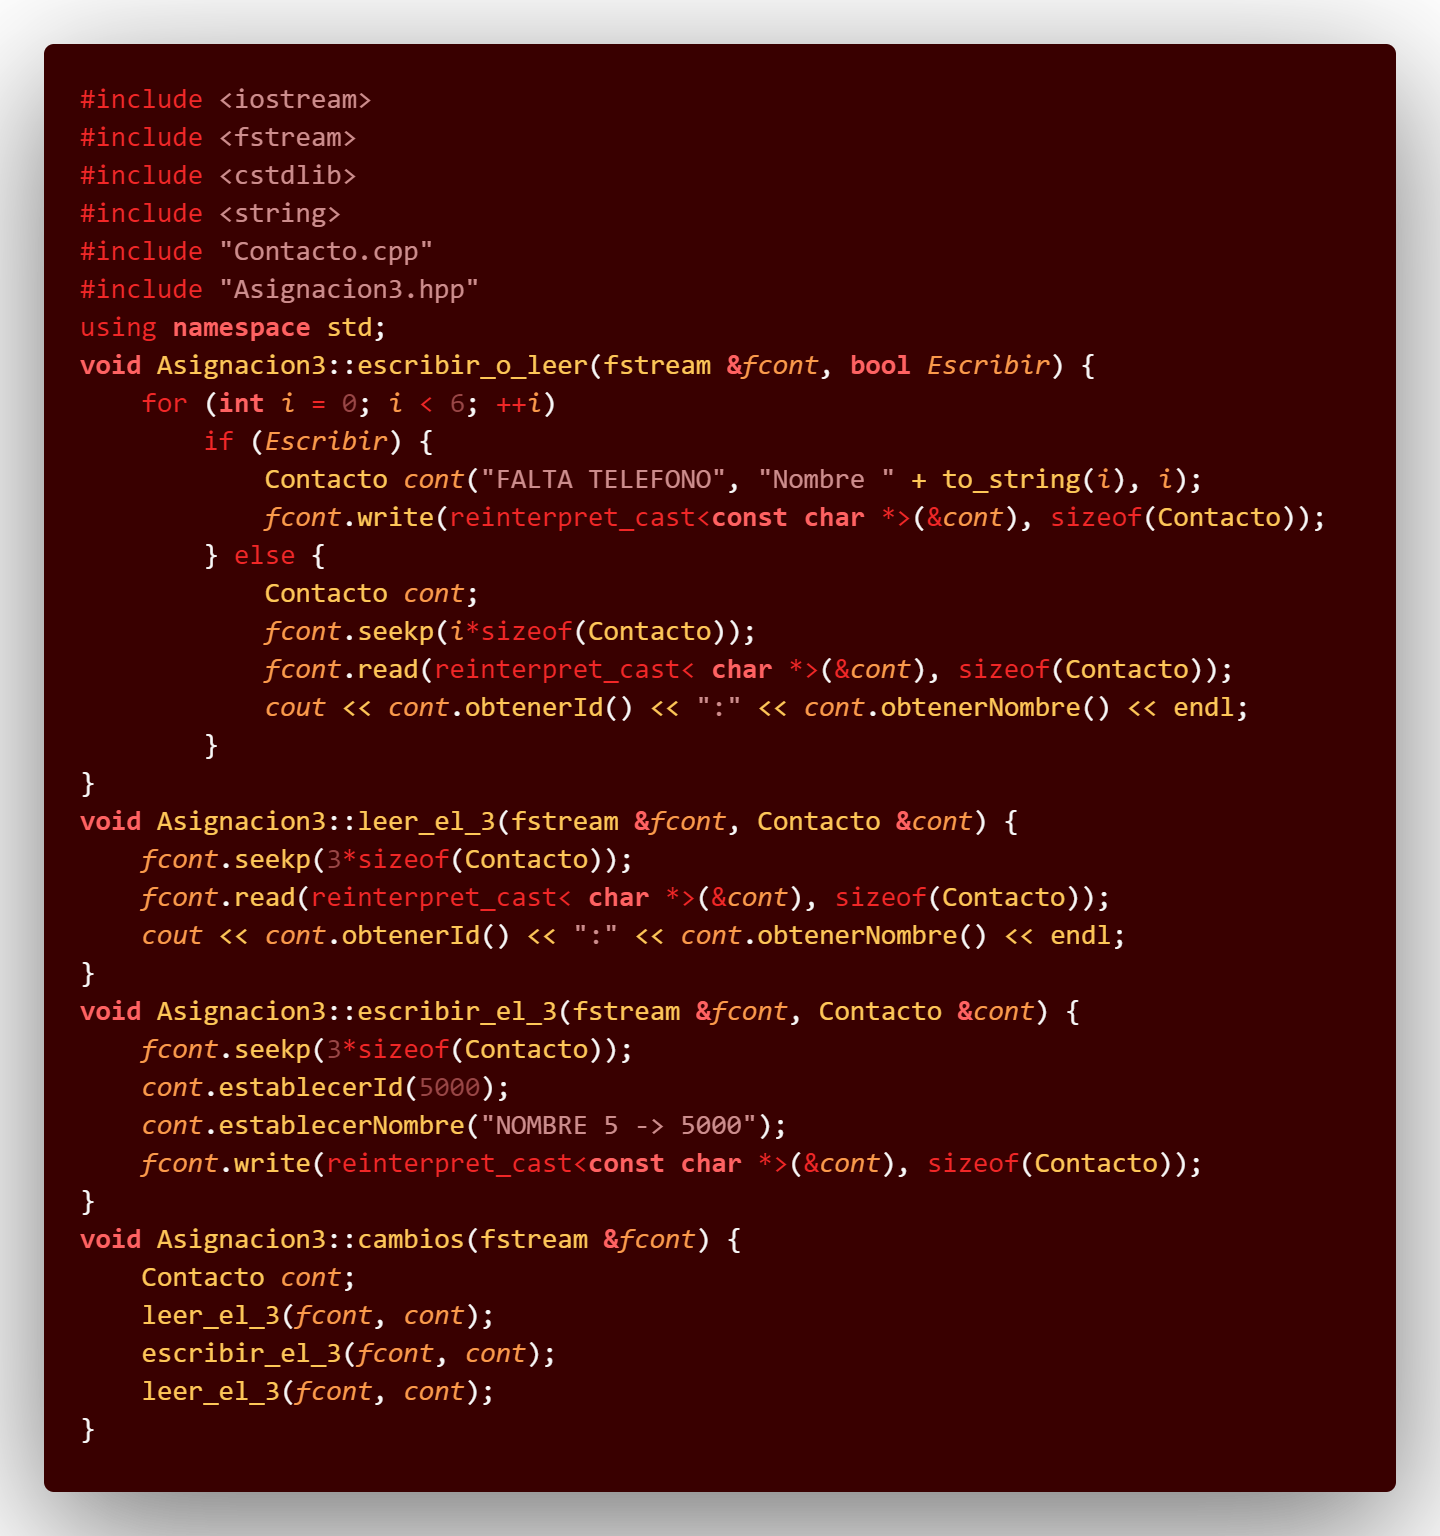 #include <iostream>
#include <fstream>
#include <cstdlib>
#include <string>
#include "Contacto.cpp"
#include "Asignacion3.hpp"
using namespace std;
void Asignacion3::escribir_o_leer(fstream &fcont, bool Escribir) {
    for (int i = 0; i < 6; ++i)
        if (Escribir) {
            Contacto cont("FALTA TELEFONO", "Nombre " + to_string(i), i);
            fcont.write(reinterpret_cast<const char *>(&cont), sizeof(Contacto));
        } else {
            Contacto cont;
            fcont.seekp(i*sizeof(Contacto));
            fcont.read(reinterpret_cast< char *>(&cont), sizeof(Contacto));
            cout << cont.obtenerId() << ":" << cont.obtenerNombre() << endl;
        }
}
void Asignacion3::leer_el_3(fstream &fcont, Contacto &cont) {
    fcont.seekp(3*sizeof(Contacto));
    fcont.read(reinterpret_cast< char *>(&cont), sizeof(Contacto));
    cout << cont.obtenerId() << ":" << cont.obtenerNombre() << endl;
}
void Asignacion3::escribir_el_3(fstream &fcont, Contacto &cont) {
    fcont.seekp(3*sizeof(Contacto));
    cont.establecerId(5000);
    cont.establecerNombre("NOMBRE 5 -> 5000");
    fcont.write(reinterpret_cast<const char *>(&cont), sizeof(Contacto));
}
void Asignacion3::cambios(fstream &fcont) {
    Contacto cont;
    leer_el_3(fcont, cont);
    escribir_el_3(fcont, cont);
    leer_el_3(fcont, cont);
}